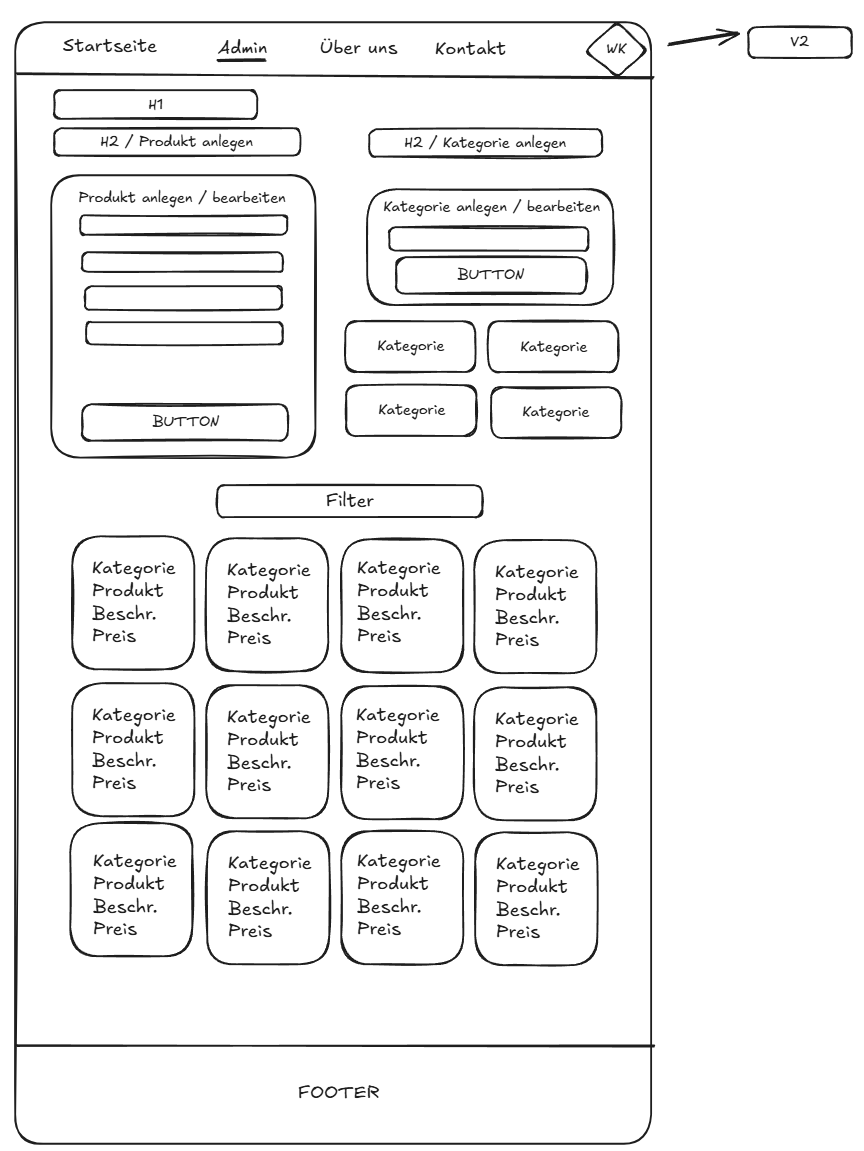 Startseite Admin Über uns Kontakt WK V2
H1
H2 / Produkt anlegen
H2 / Kategorie anlegen
Produkt anlegen / bearbeiten
BUTTON
Kategorie anlegen / bearbeiten
BUTTON
Kategorie Kategorie
Kategorie Kategorie
Filter
Kategorie
Produkt
Beschr.
Preis
Kategorie
Produkt
Beschr.
Preis
Kategorie
Produkt
Beschr.
Preis
Kategorie
Produkt
Beschr.
Preis
Kategorie
Produkt
Beschr.
Preis
Kategorie
Produkt
Beschr.
Preis
Kategorie
Produkt
Beschr.
Preis
Kategorie
Produkt
Beschr.
Preis
Kategorie
Produkt
Beschr.
Preis
Kategorie
Produkt
Beschr.
Preis
Kategorie
Produkt
Beschr.
Preis
Kategorie
Produkt
Beschr.
Preis
FOOTER